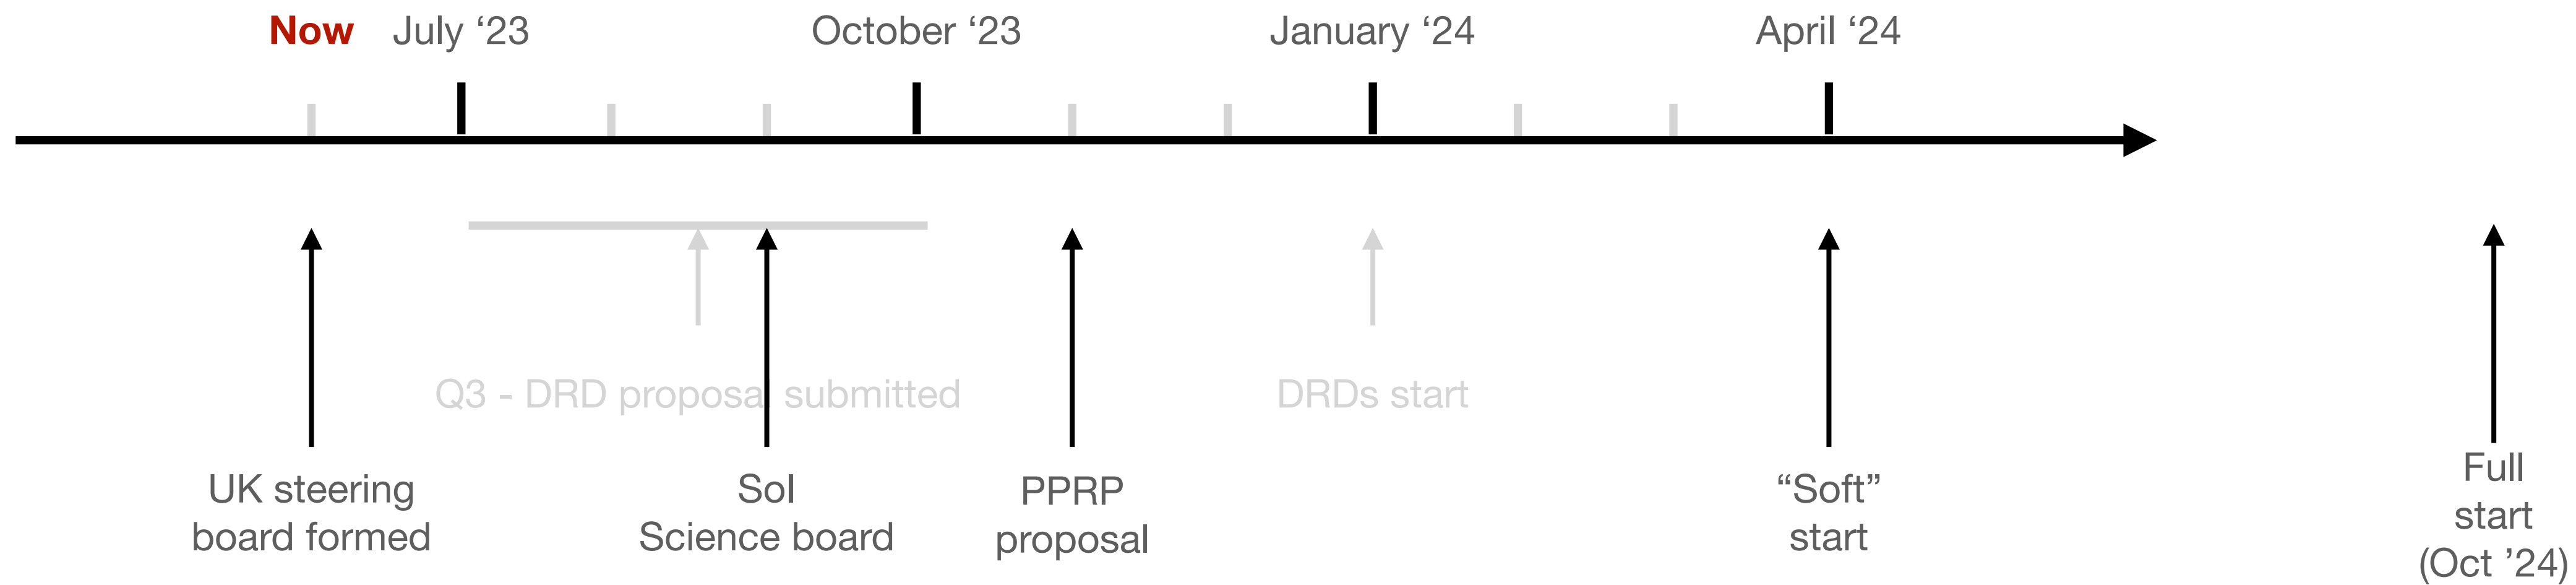 Now July ‘23 October ‘23 January ‘24 April ‘24
Q3 - DRD proposal submitted DRDs start
UK steering
board formed
SoI
Science board
PPRP
proposal
“Soft”
start
Full
start
(Oct ’24)